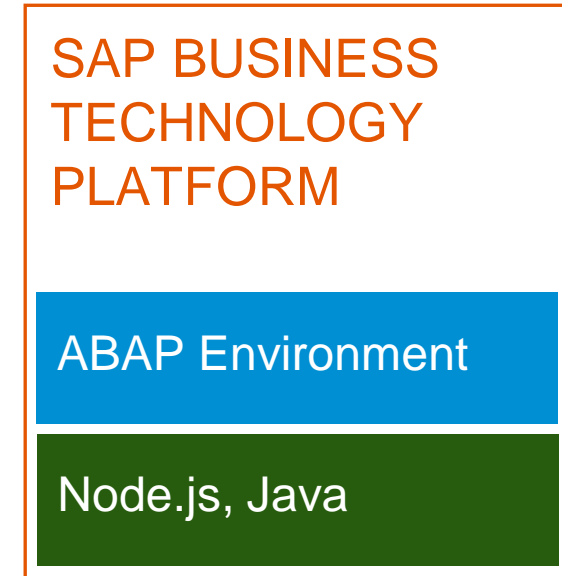 SAP BUSINESS
TECHNOLOGY
PLATFORM
ABAP Environment
Node.js, Java